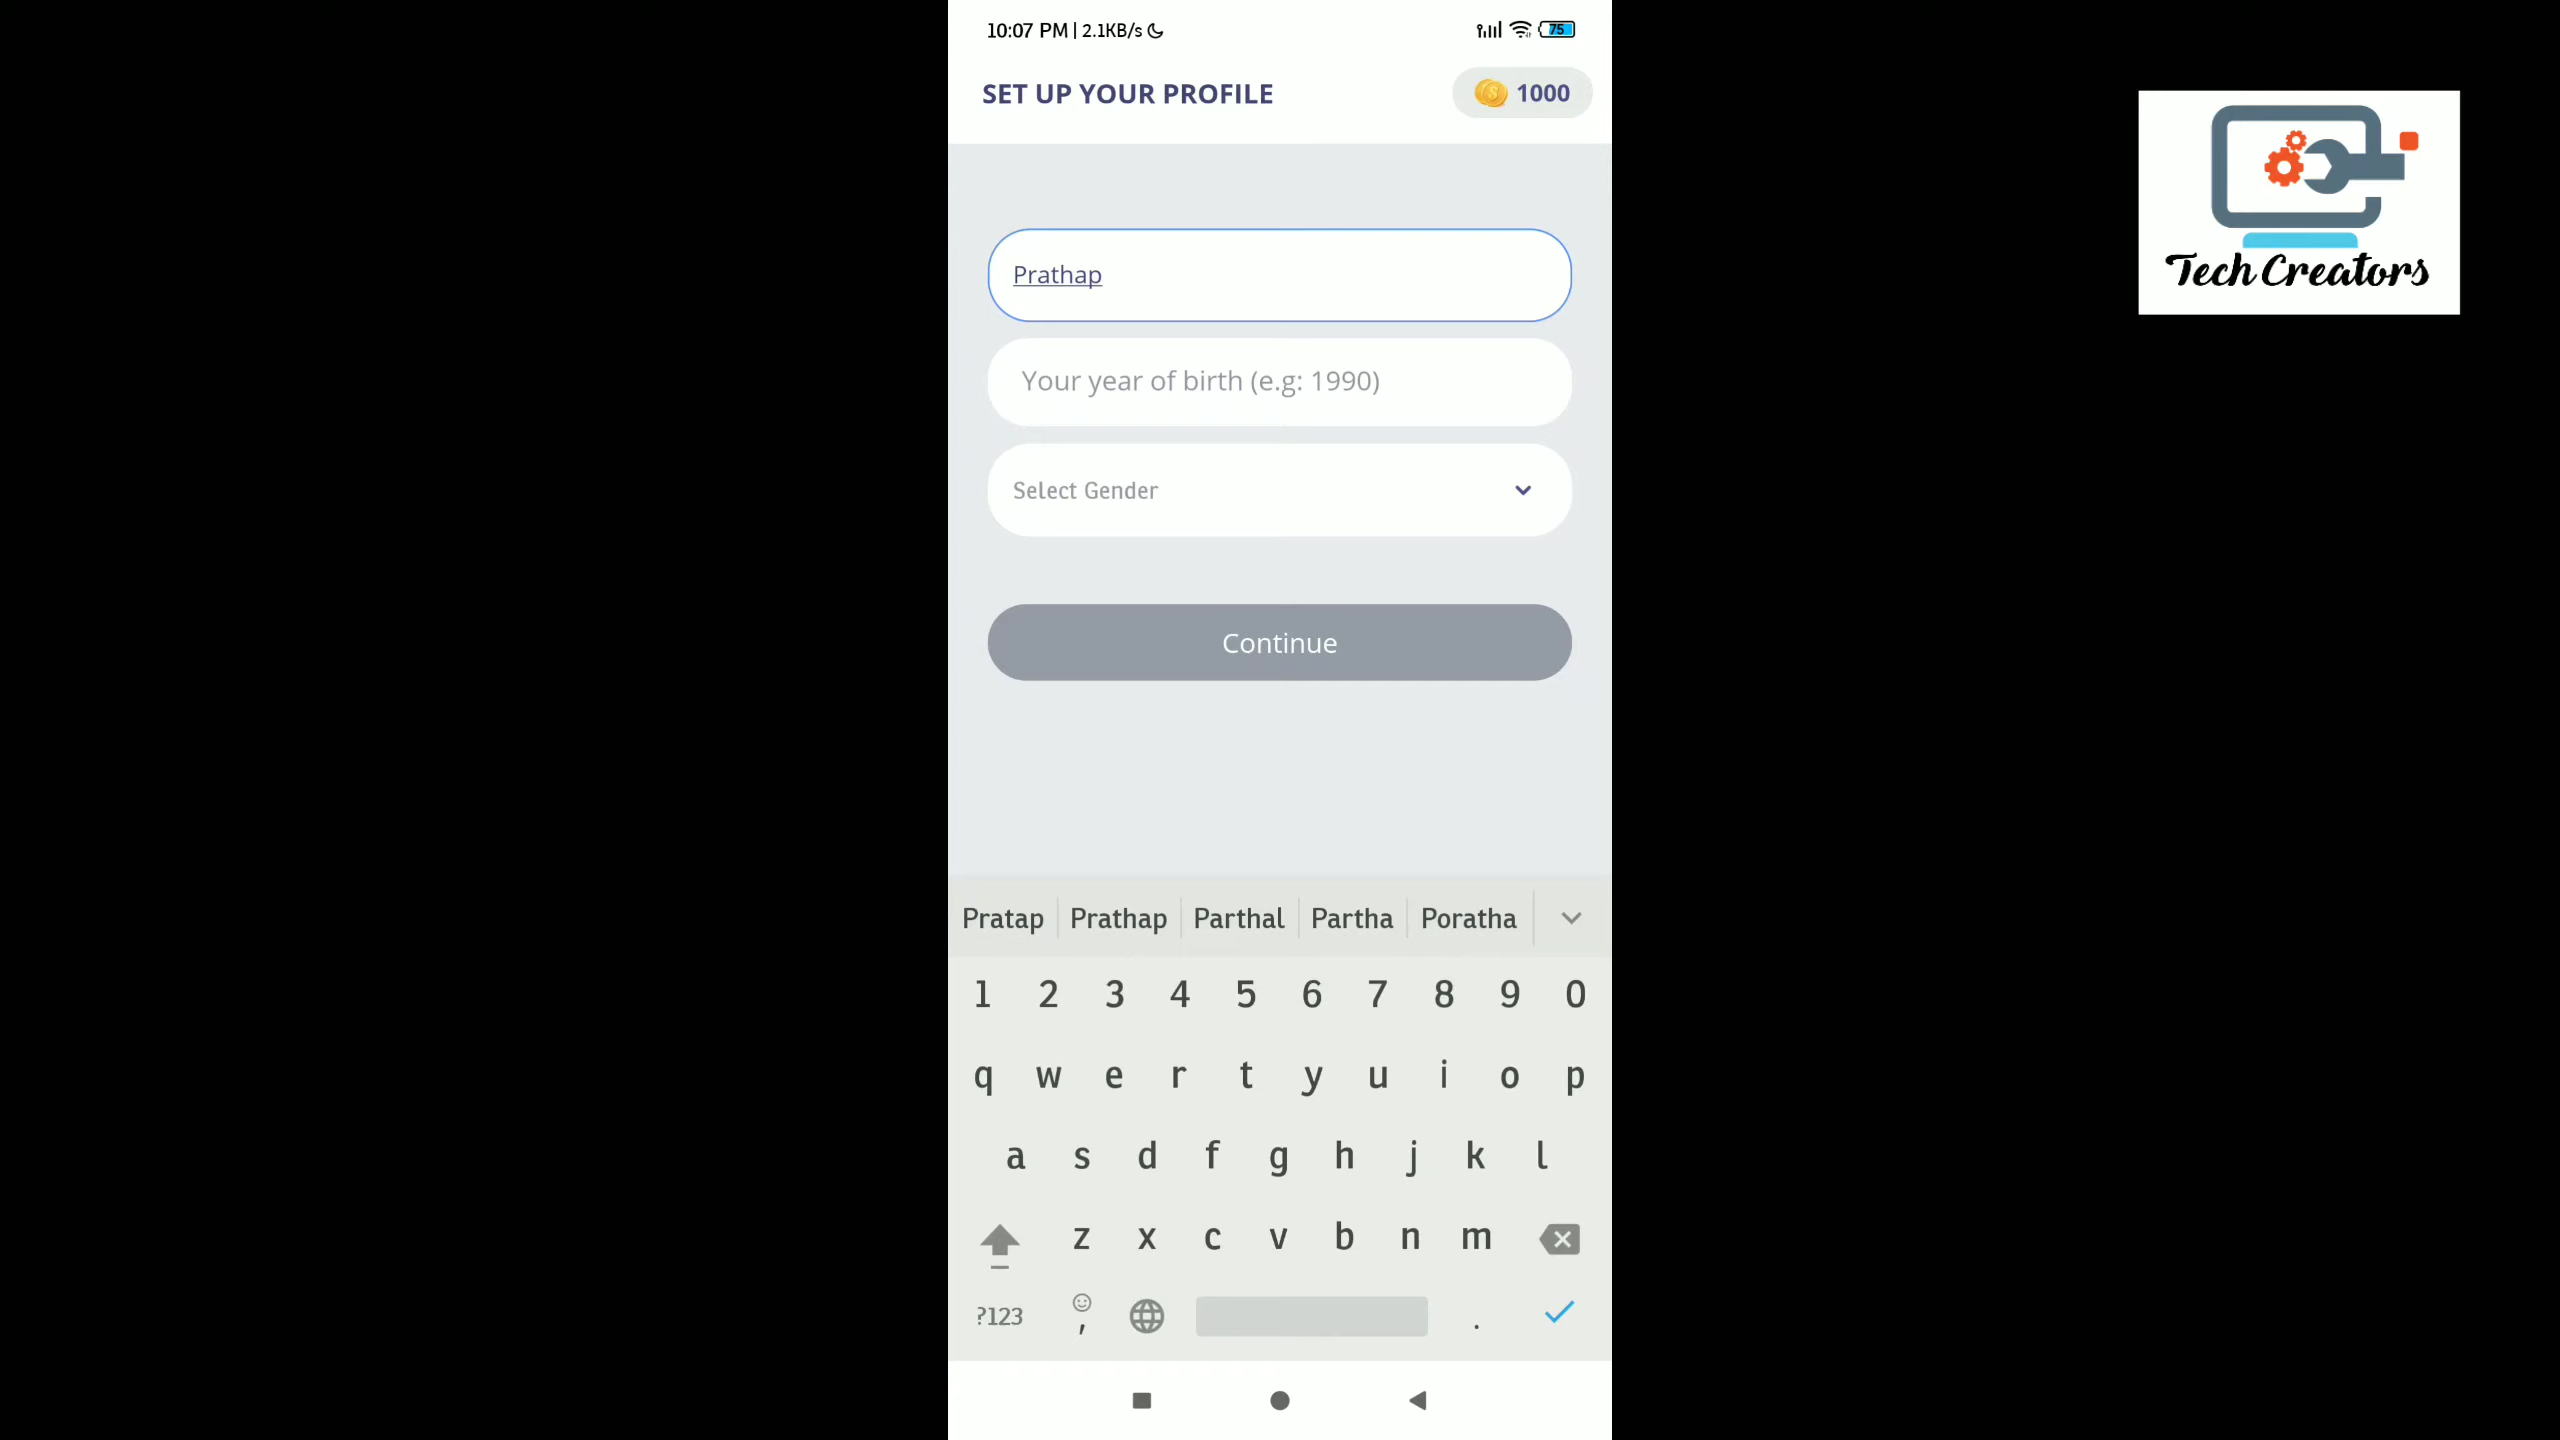 10:07 PM | 2.1KB/s
75
SET UP YOUR PROFILE
1000
Tech Creators
Prathap
Your year of birth (e.g: 1990)
Select Gender
Continue
Pratap Prathap Parthal Partha Poratha
1 2 3 4 5 6 7 8 9 0
q w e r t y u i o p
a s d f g h j k l
z x c v b n m
?123 , .